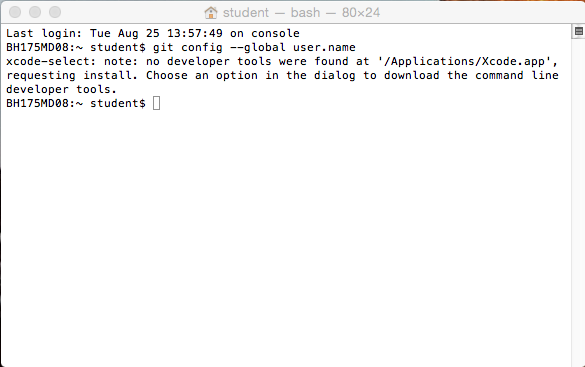 student — bash — 80×24
Last login: Tue Aug 25 13:57:49 on console
BH175MD08:~ student$ git config --global user.name
xcode-select: note: no developer tools were found at '/Applications/Xcode.app',
requesting install. Choose an option in the dialog to download the command line
developer tools.
BH175MD08:~ student$